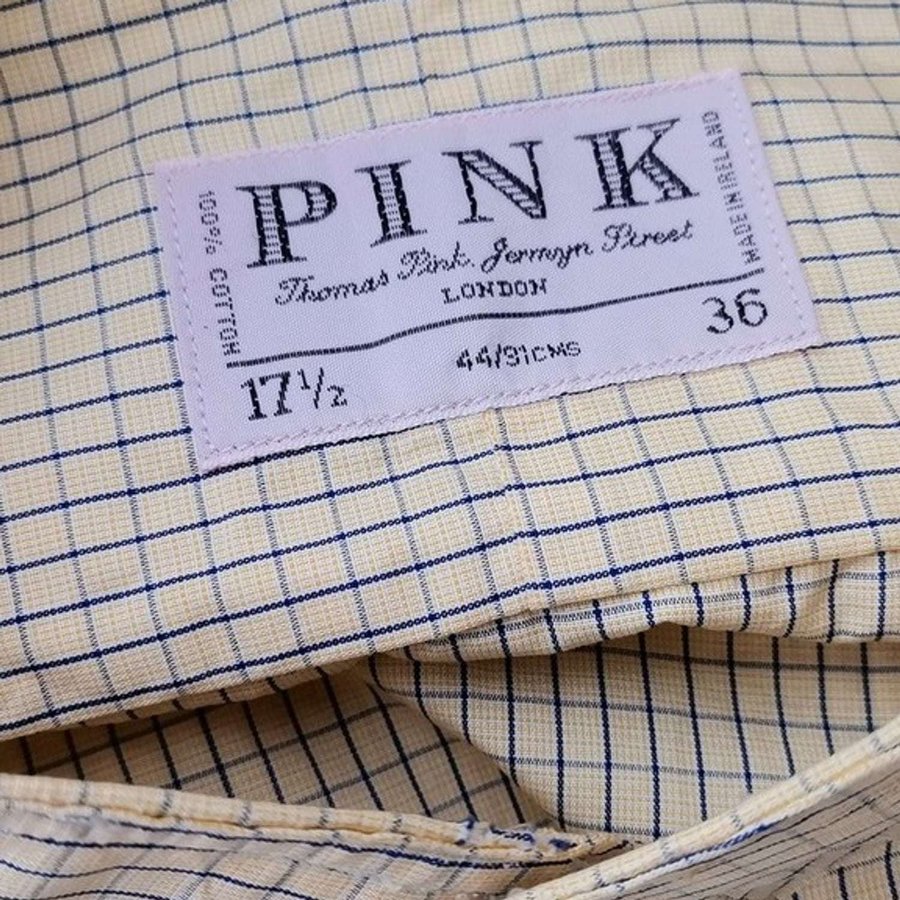 PINK
Thomas Pink. Jermyn Street
LONDON
100% COTTON
MADE IN IRELAND
17½
44/91CMS
36